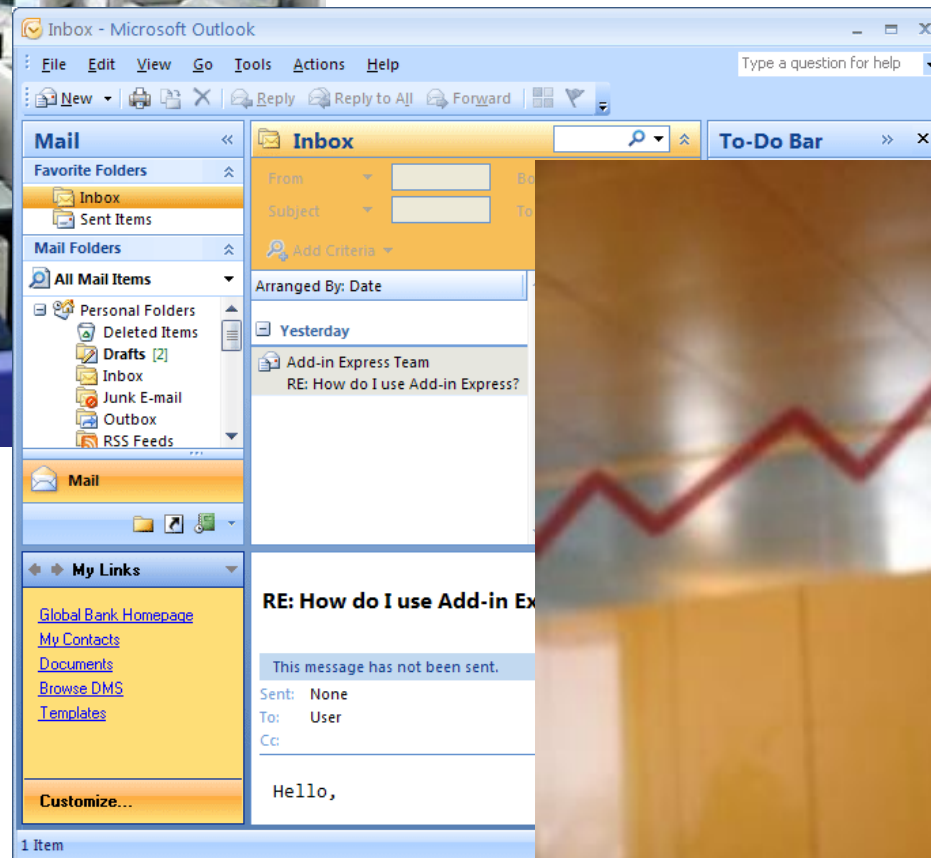 Inbox - Microsoft Outlook
File Edit View Go Tools Actions Help
Type a question for help
New Reply Reply to All Forward
Mail
Favorite Folders
Inbox
Sent Items
Mail Folders
All Mail Items
Personal Folders
Deleted Items
Drafts [2]
Inbox
Junk E-mail
Outbox
RSS Feeds
Mail
My Links
Global Bank Homepage
My Contacts
Documents
Browse DMS
Templates
Customize...
1 Item
Inbox
From
Subject
Add Criteria
Arranged By: Date
Yesterday
Add-in Express Team
RE: How do I use Add-in Express?
RE: How do I use Add-in Ex
This message has not been sent.
Sent: None
To: User
Cc:
Hello,
To-Do Bar